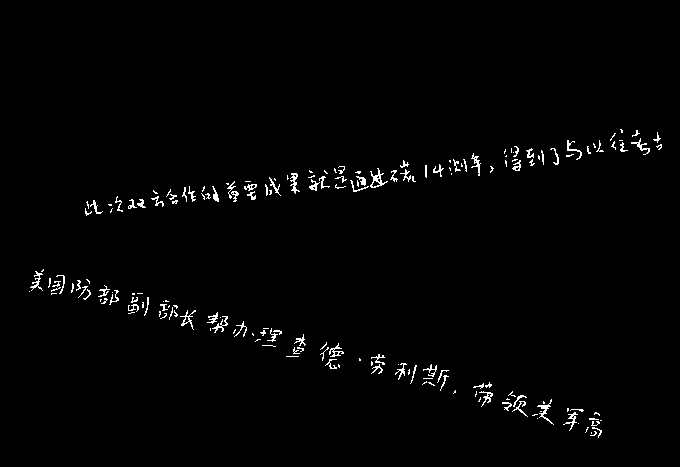 此次双方合作的首要成果就是通过碳14测年,得到了与以往考古
美国防部副部长帮办理查德·劳利斯,带领美军高